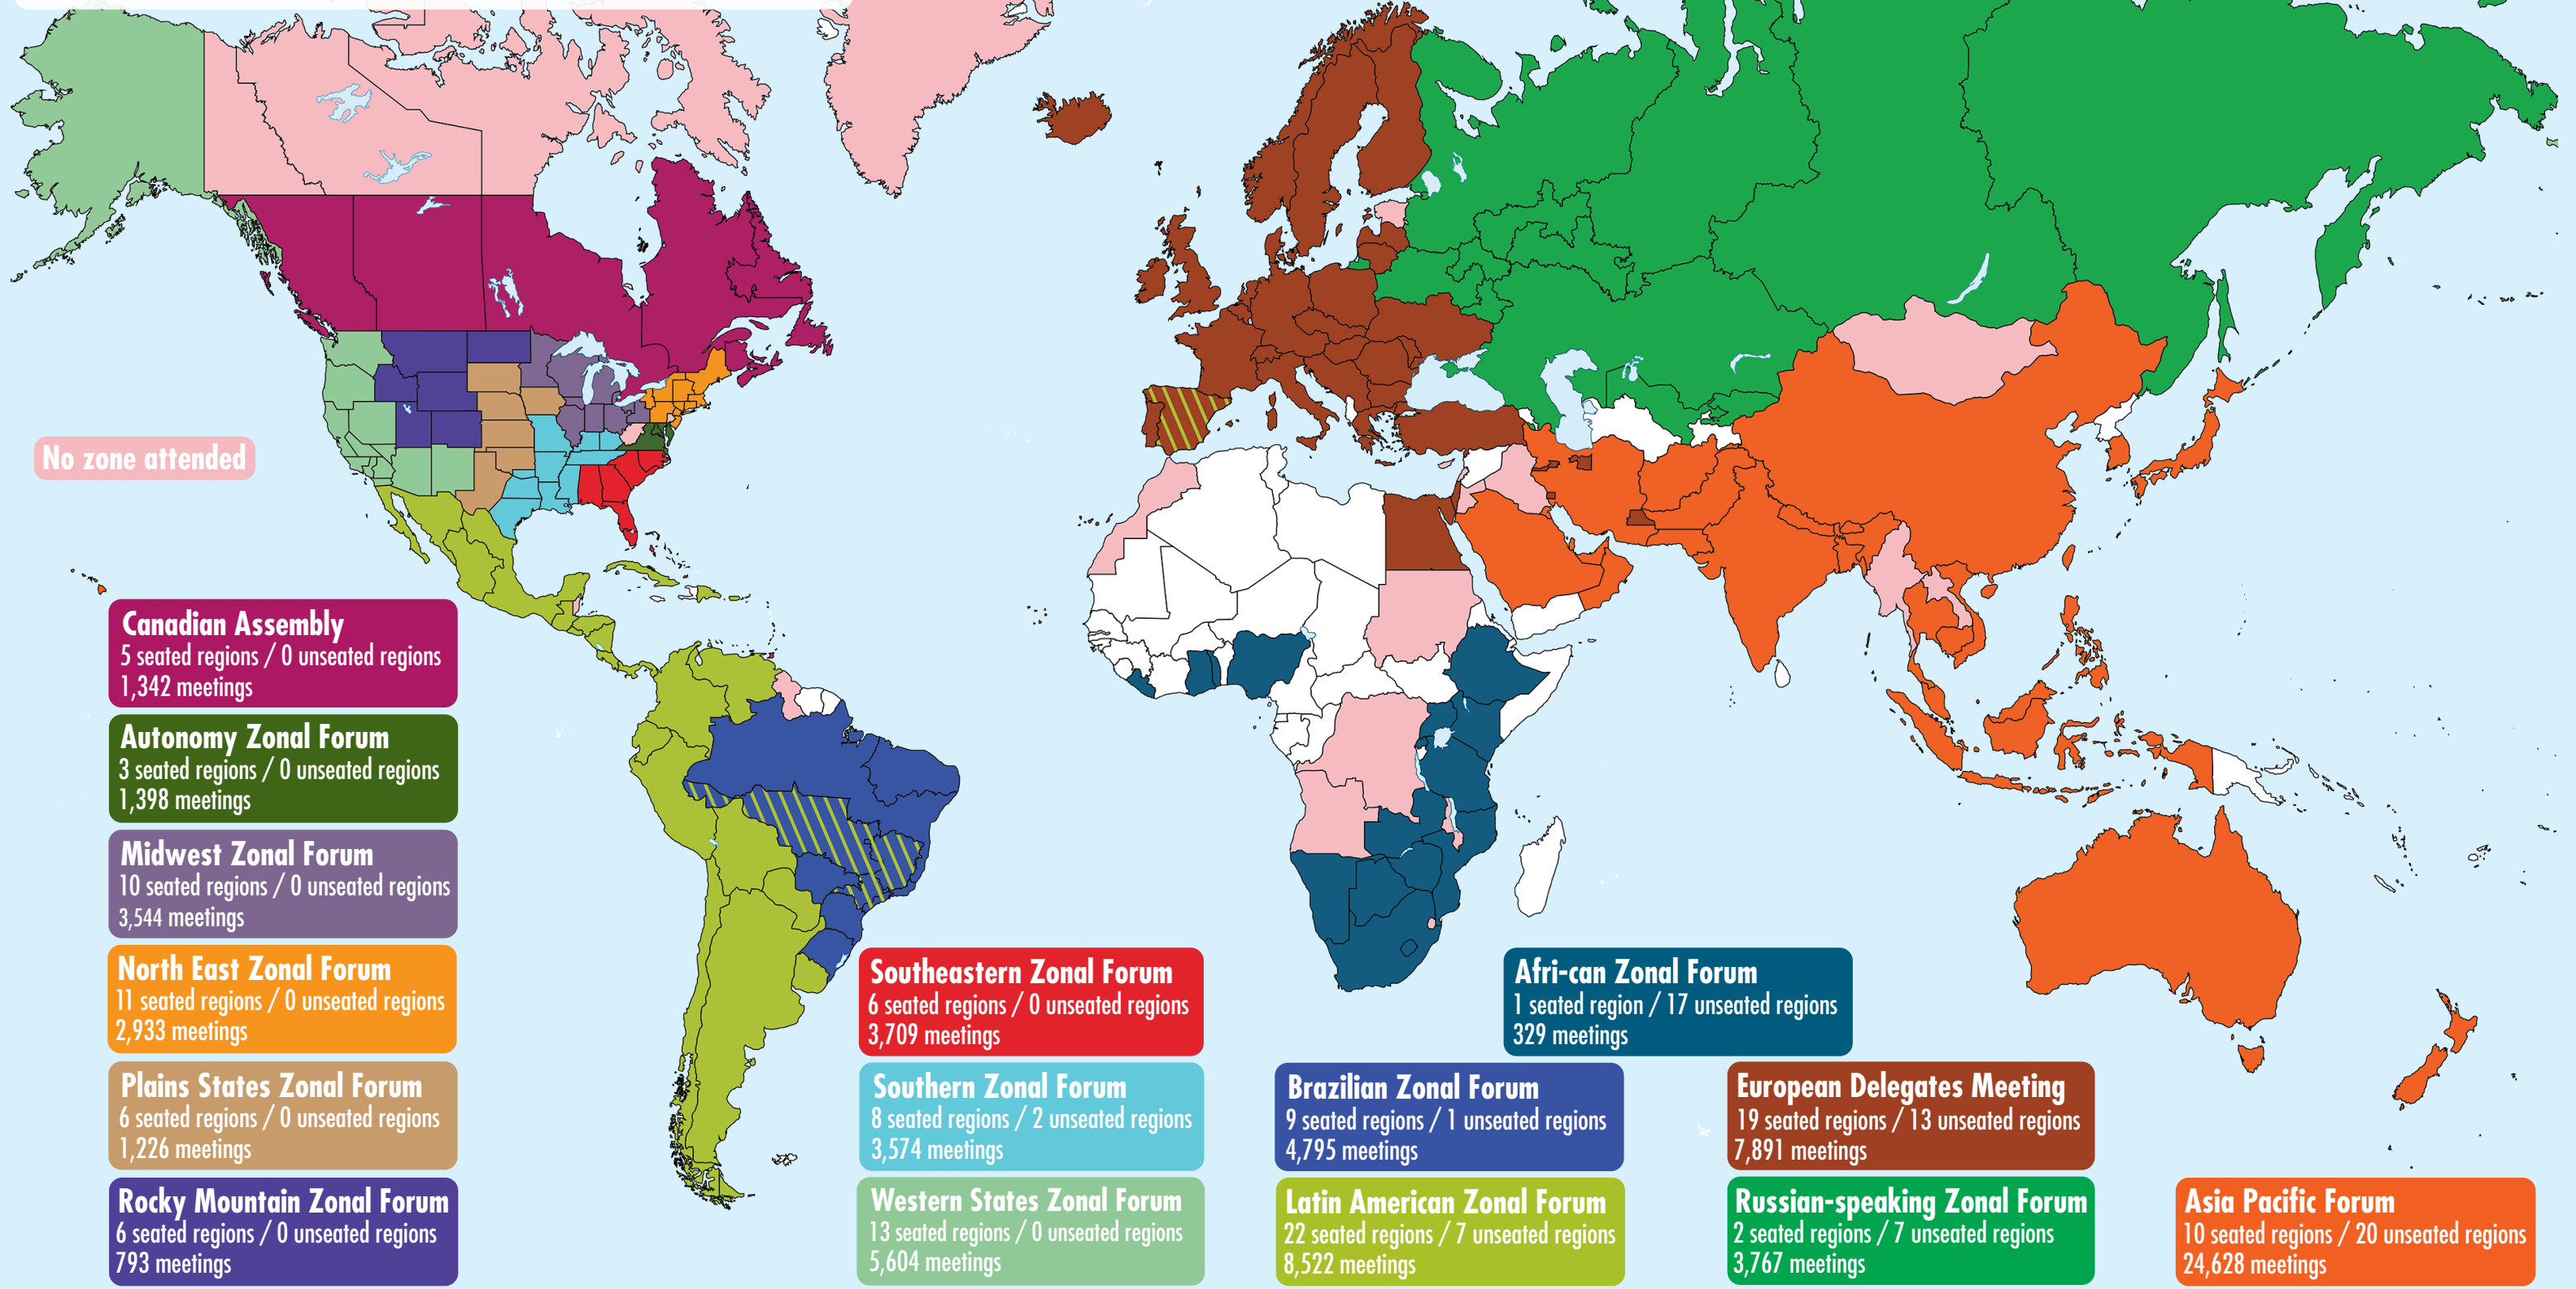 No zone attended
Canadian Assembly
5 seated regions / 0 unseated regions
1,342 meetings
Autonomy Zonal Forum
3 seated regions / 0 unseated regions
1,398 meetings
Midwest Zonal Forum
10 seated regions / 0 unseated regions
3,544 meetings
North East Zonal Forum
11 seated regions / 0 unseated regions
2,933 meetings
Plains States Zonal Forum
6 seated regions / 0 unseated regions
1,226 meetings
Rocky Mountain Zonal Forum
6 seated regions / 0 unseated regions
793 meetings
Southeastern Zonal Forum
6 seated regions / 0 unseated regions
3,709 meetings
Southern Zonal Forum
8 seated regions / 2 unseated regions
3,574 meetings
Western States Zonal Forum
13 seated regions / 0 unseated regions
5,604 meetings
Brazilian Zonal Forum
9 seated regions / 1 unseated regions
4,795 meetings
Latin American Zonal Forum
22 seated regions / 7 unseated regions
8,522 meetings
Afri-can Zonal Forum
1 seated region / 17 unseated regions
329 meetings
European Delegates Meeting
19 seated regions / 13 unseated regions
7,891 meetings
Russian-speaking Zonal Forum
2 seated regions / 7 unseated regions
3,767 meetings
Asia Pacific Forum
10 seated regions / 20 unseated regions
24,628 meetings